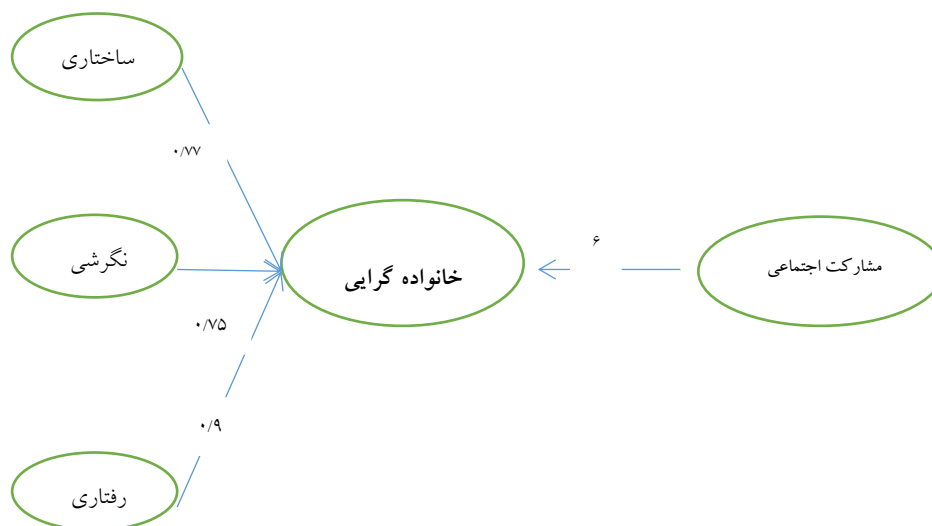 ساختاری
۰/۷۷
نگرشی
خانواده گرایی
۶
مشارکت اجتماعی
۰/۷۵
۰/۹
رفتاری